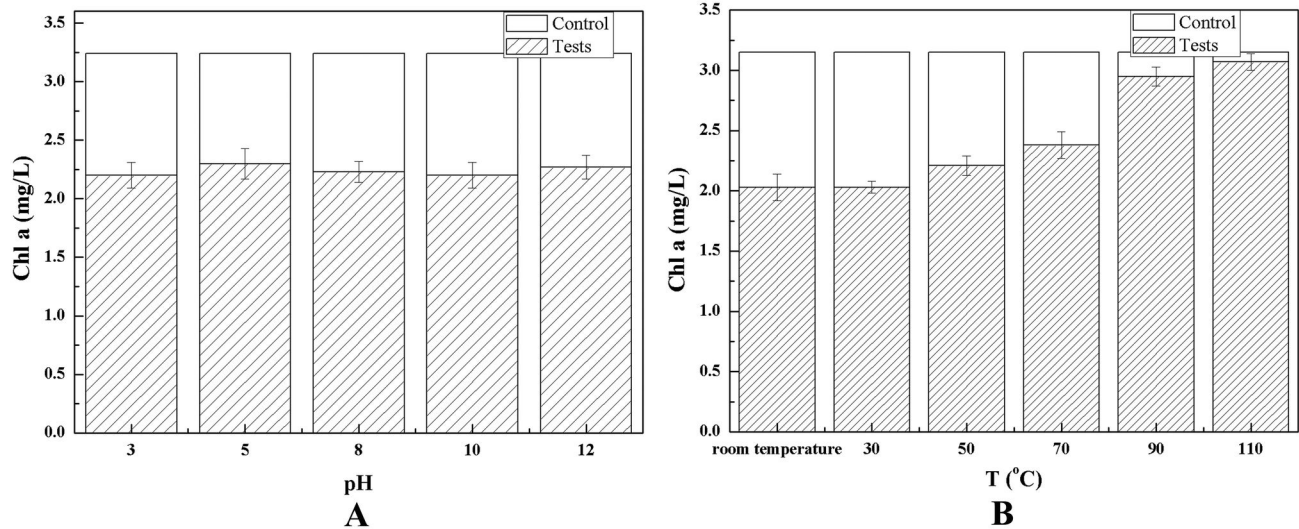 3.5
3.0
2.5
2.0
1.5
1.0
0.5
0.0
Chl a (mg/L)
Control
Tests
3 5 8 10 12
pH
A
3.5
3.0
2.5
2.0
1.5
1.0
0.5
0.0
Chl a (mg/L)
Control
Tests
room temperature 30 50 70 90 110
T (°C)
B